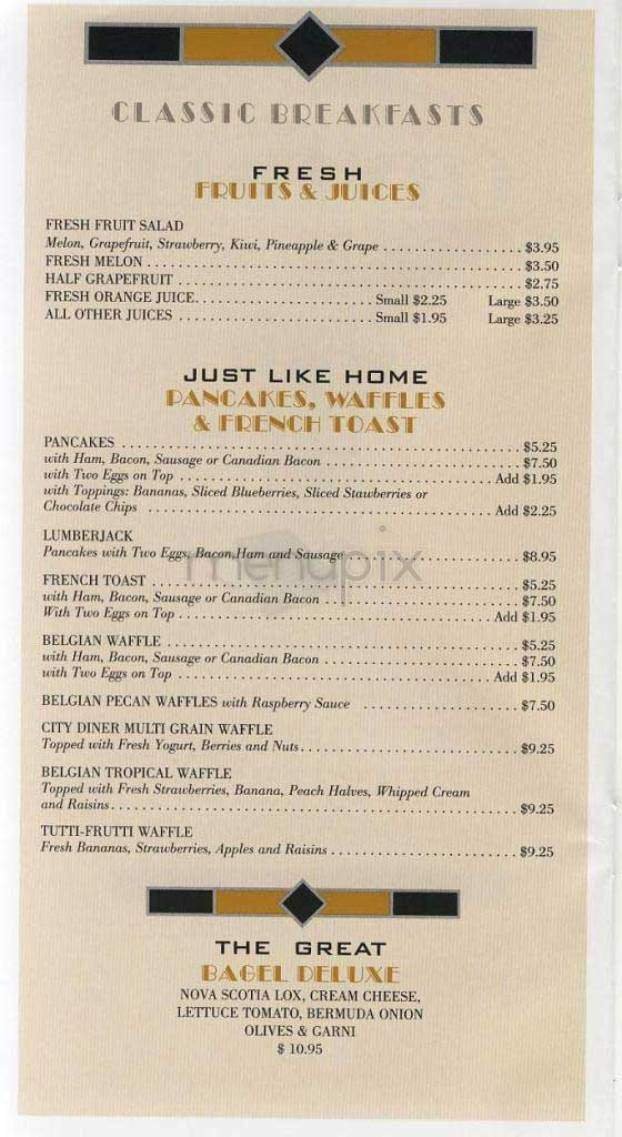 CLASSIC BREAKFASTS
FRESH
FRUITS & JUICES
FRESH FRUIT SALAD
Melon, Grapefruit, Strawberry, Kiwi, Pineapple & Grape . . . . . . . . . . . . . . . . . . $3.95
FRESH MELON . . . . . . . . . . . . . . . . . . . . . . . . . . . . . . . . . . . . . . . . $3.50
HALF GRAPEFRUIT . . . . . . . . . . . . . . . . . . . . . . . . . . . . . . . . . . . . . . $2.75
FRESH ORANGE JUICE. . . . . . . . . . . . . . . . . . . . . . . Small $2.25 Large $3.50
ALL OTHER JUICES . . . . . . . . . . . . . . . . . . . . . . . . Small $1.95 Large $3.25
JUST LIKE HOME
PANCAKES, WAFFLES
& FRENCH TOAST
PANCAKES . . . . . . . . . . . . . . . . . . . . . . . . . . . . . . . . . . . . . . . . $5.25
with Ham, Bacon, Sausage or Canadian Bacon . . . . . . . . . . . . . . . . . . . . . . . . . $7.50
with Two Eggs on Top . . . . . . . . . . . . . . . . . . . . . . . . . . . . . . . . . . . Add $1.95
with Toppings: Bananas, Sliced Blueberries, Sliced Stawberries or
Chocolate Chips . . . . . . . . . . . . . . . . . . . . . . . . . . . . . . . . . . . . . . Add $2.25
LUMBERJACK
Pancakes with Two Eggs, Bacon,Ham and Sausage . . . . . . . . . . . . . . . . . . . . . . $8.95
menupix
FRENCH TOAST . . . . . . . . . . . . . . . . . . . . . . . . . . . . . . . . . . . . . . . . $5.25
with Ham, Bacon, Sausage or Canadian Bacon . . . . . . . . . . . . . . . . . . . . . . . . . $7.50
With Two Eggs on Top . . . . . . . . . . . . . . . . . . . . . . . . . . . . . . . . . . . Add $1.95
BELGIAN WAFFLE . . . . . . . . . . . . . . . . . . . . . . . . . . . . . . . . . . . . . . $5.25
with Ham, Bacon, Sausage or Canadian Bacon . . . . . . . . . . . . . . . . . . . . . . . . . $7.50
with Two Eggs on Top . . . . . . . . . . . . . . . . . . . . . . . . . . . . . . . . . . . Add $1.95
BELGIAN PECAN WAFFLES with Raspberry Sauce . . . . . . . . . . . . . . . . . . . . $7.50
CITY DINER MULTI GRAIN WAFFLE
Topped with Fresh Yogurt, Berries and Nuts. . . . . . . . . . . . . . . . . . . . . . . . . . . $9.25
BELGIAN TROPICAL WAFFLE
Topped with Fresh Strawberries, Banana, Peach Halves, Whipped Cream
and Raisins. . . . . . . . . . . . . . . . . . . . . . . . . . . . . . . . . . . . . . . . . . $9.25
TUTTI-FRUTTI WAFFLE
Fresh Bananas, Strawberries, Apples and Raisins . . . . . . . . . . . . . . . . . . . . . . . $9.25
THE GREAT
BAGEL DELUXE
NOVA SCOTIA LOX, CREAM CHEESE,
LETTUCE TOMATO, BERMUDA ONION
OLIVES & GARNI
$ 10.95